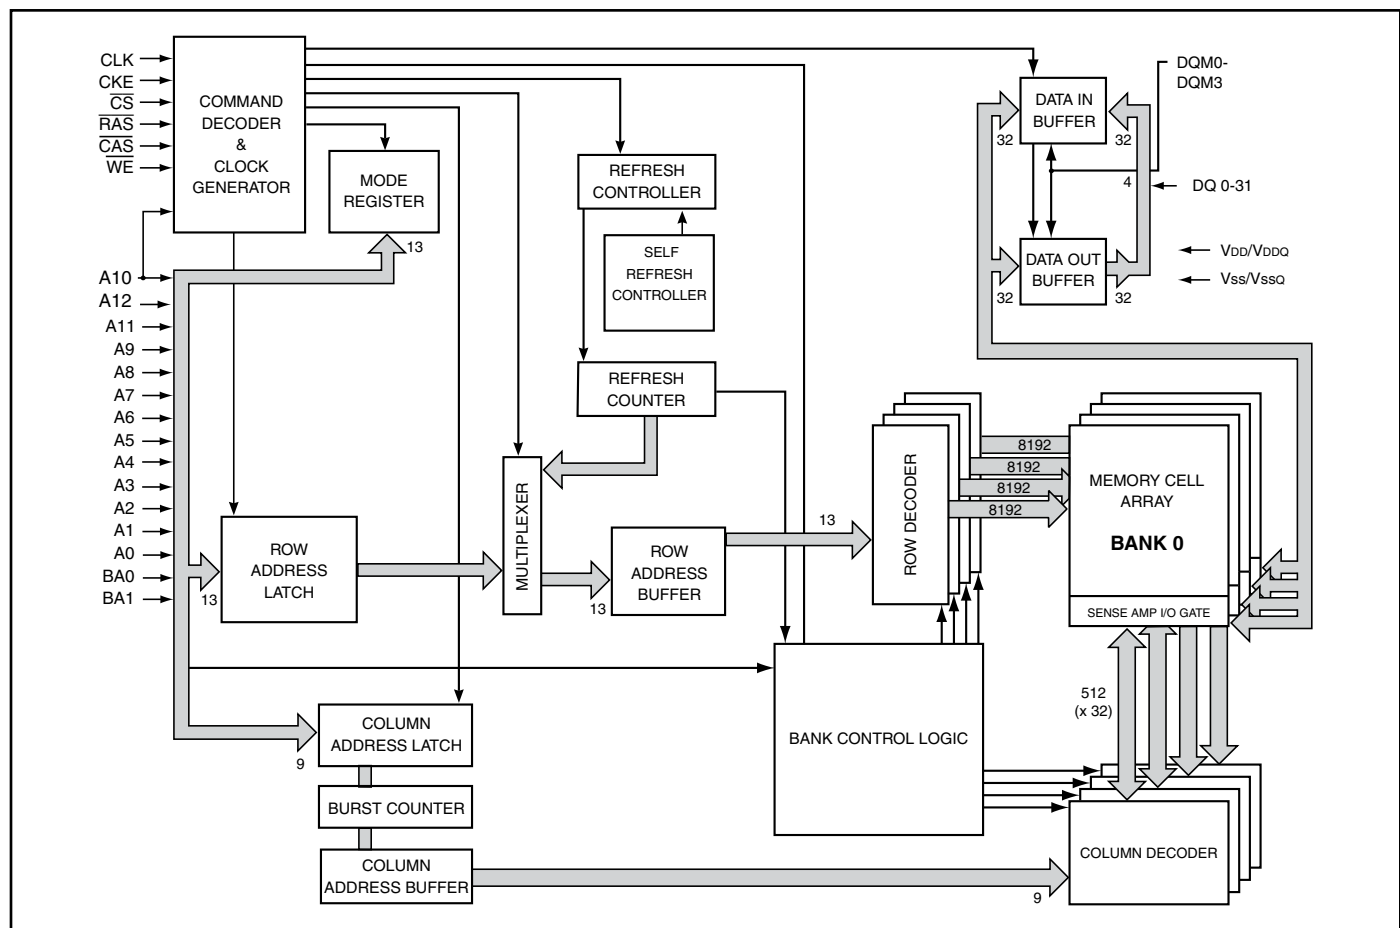 CLK
CKE
CS
RAS
CAS
WE
A10
A12
A11
A9
A8
A7
A6
A5
A4
A3
A2
A1
A0
BA0
BA1
COMMAND
DECODER
&
CLOCK
GENERATOR
MODE
REGISTER
13
REFRESH
CONTROLLER
SELF
REFRESH
CONTROLLER
REFRESH
COUNTER
DATA IN
BUFFER
32
32
DQM0-
DQM3
4
DQ 0-31
DATA OUT
BUFFER
32
32
VDD/VDDQ
Vss/VssQ
13
ROW
ADDRESS
LATCH
MULTIPLEXER
13
ROW
ADDRESS
BUFFER
13
ROW DECODER
8192
8192
8192
8192
MEMORY CELL
ARRAY
BANK 0
SENSE AMP I/O GATE
512
(x 32)
BANK CONTROL LOGIC
9
COLUMN
ADDRESS LATCH
BURST COUNTER
COLUMN
ADDRESS BUFFER
9
COLUMN DECODER